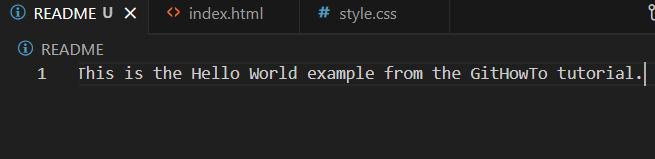 README U index.html style.css
README
1 This is the Hello World example from the GitHowTo tutorial.